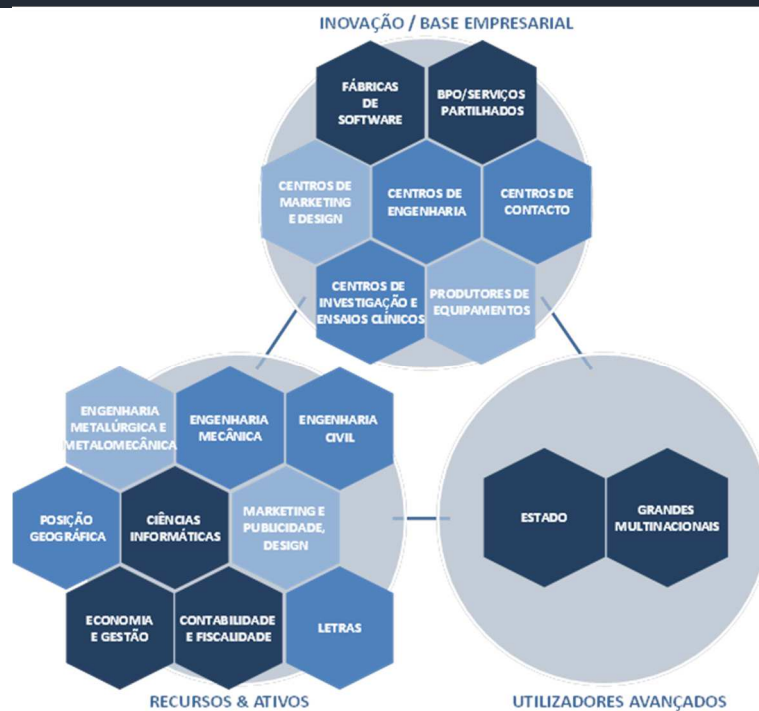 INOVAÇÃO / BASE EMPRESARIAL
FÁBRICAS
DE
SOFTWARE
BPO/SERVIÇOS
PARTILHADOS
CENTROS DE
MARKETING
E DESIGN
CENTROS DE
ENGENHARIA
CENTROS DE
CONTACTO
CENTROS DE
INVESTIGAÇÃO E
ENSAIOS CLÍNICOS
PRODUTORES DE
EQUIPAMENTOS
ENGENHARIA
METALÚRGICA E
METALOMECÂNICA
ENGENHARIA
MECÂNICA
ENGENHARIA
CIVIL
POSIÇÃO
GEOGRÁFICA
CIÊNCIAS
INFORMÁTICAS
MARKETING E
PUBLICIDADE,
DESIGN
ESTADO
GRANDES
MULTINACIONAIS
ECONOMIA
E GESTÃO
CONTABILIDADE
E FISCALIDADE
LETRAS
RECURSOS & ATIVOS
UTILIZADORES AVANÇADOS